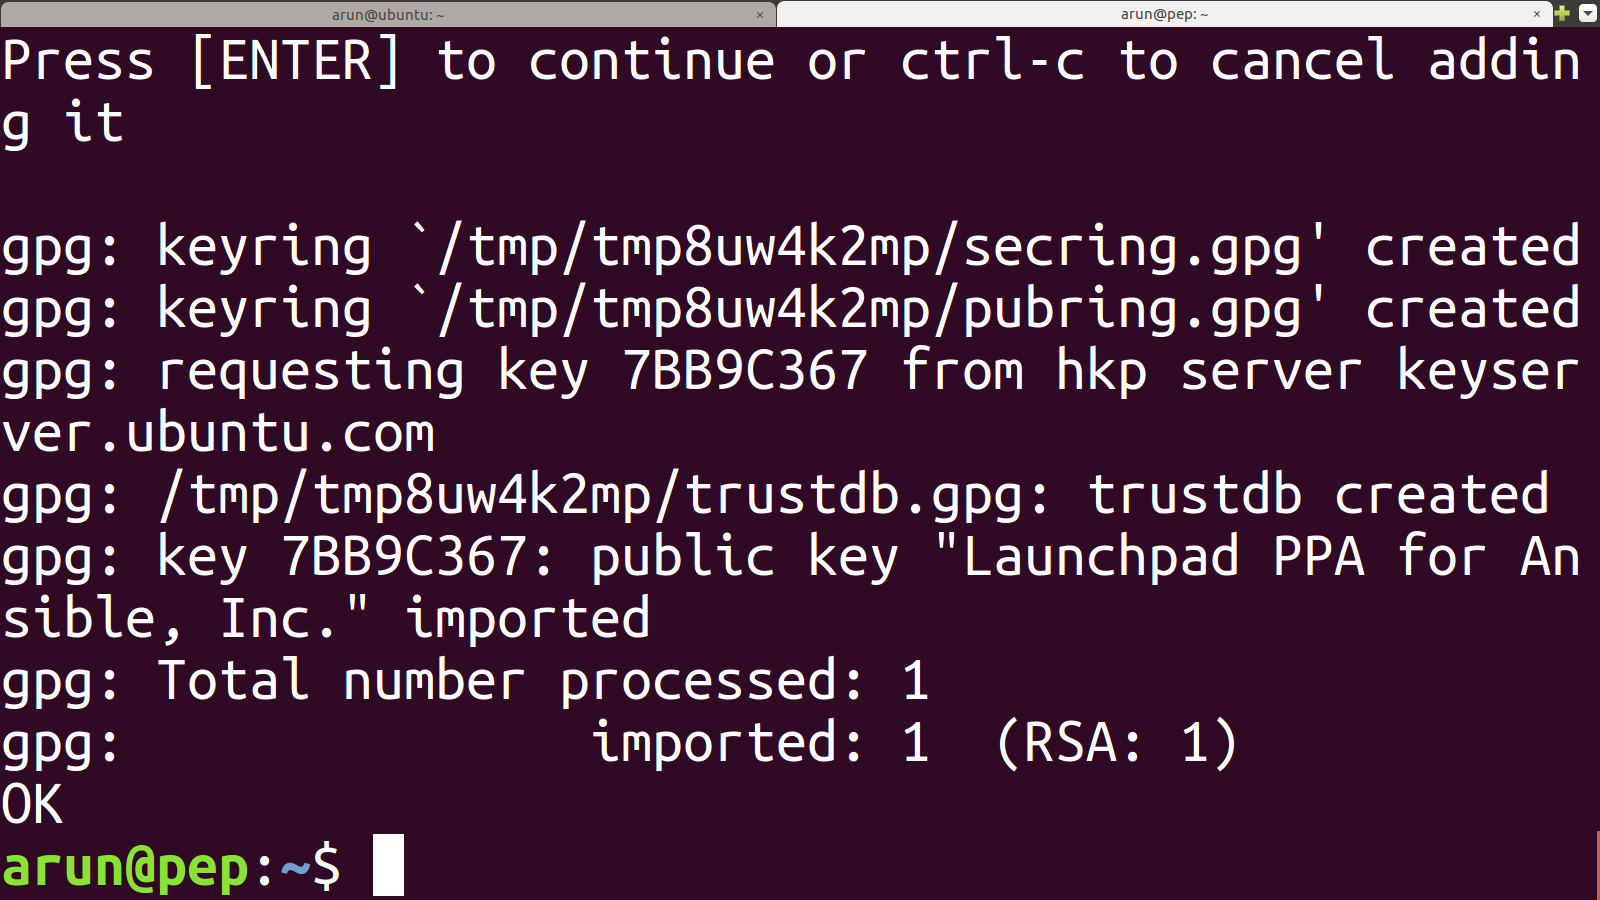 arun@ubuntu: ~ × arun@pep: ~ ×
Press [ENTER] to continue or ctrl-c to cancel addin
g it
gpg: keyring `/tmp/tmp8uw4k2mp/secring.gpg' created
gpg: keyring `/tmp/tmp8uw4k2mp/pubring.gpg' created
gpg: requesting key 7BB9C367 from hkp server keyser
ver.ubuntu.com
gpg: /tmp/tmp8uw4k2mp/trustdb.gpg: trustdb created
gpg: key 7BB9C367: public key "Launchpad PPA for An
sible, Inc." imported
gpg: Total number processed: 1
gpg:               imported: 1  (RSA: 1)
OK
arun@pep:~$